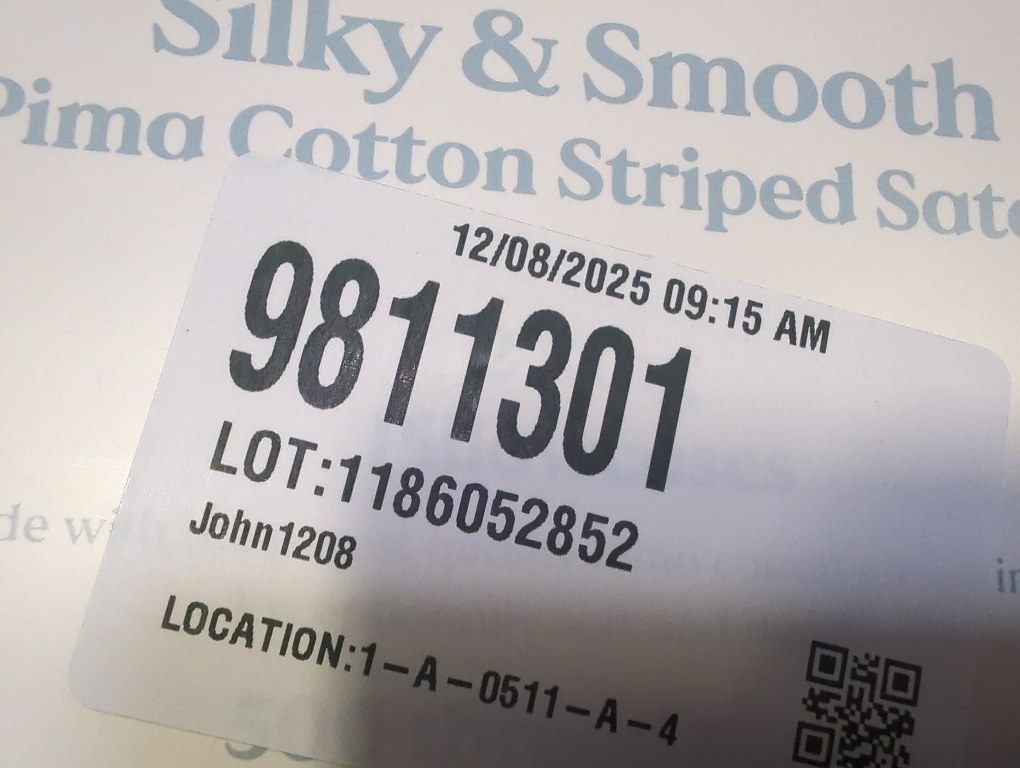 Silky & Smooth
Pima Cotton Striped Sate
12/08/2025 09:15 AM
9811301
LOT:1186052852
John1208
LOCATION:1-A-0511-A-4